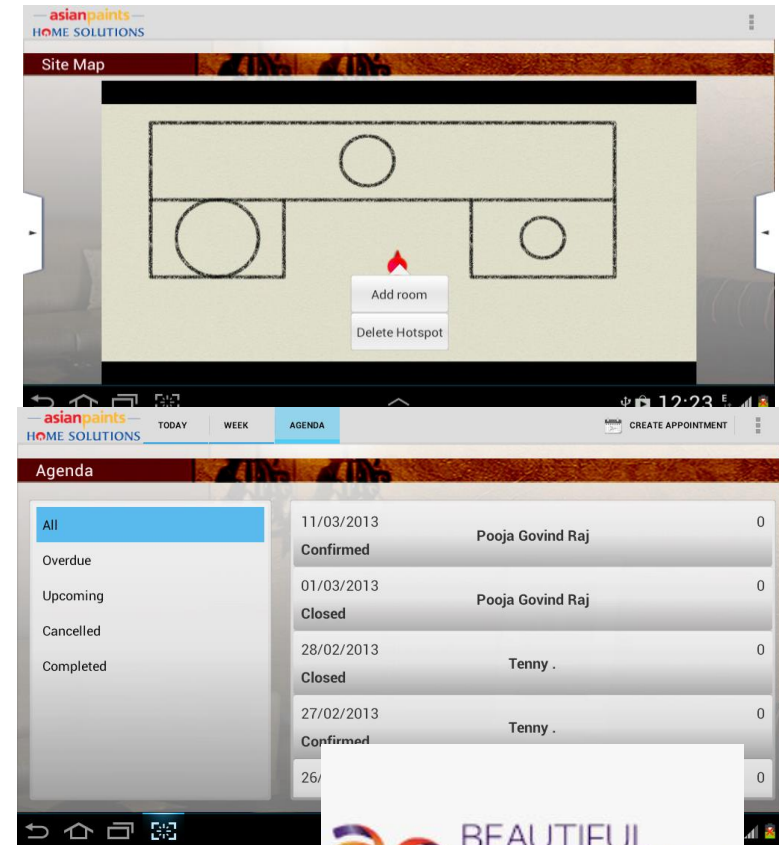 asianpaints
HOME SOLUTIONS
Site Map
Add room
Delete Hotspot
12:23
asianpaints
HOME SOLUTIONS
TODAY
WEEK
AGENDA
CREATE APPOINTMENT
Agenda
All
Overdue
Upcoming
Cancelled
Completed
11/03/2013
Confirmed
Pooja Govind Raj
0
01/03/2013
Closed
Pooja Govind Raj
0
28/02/2013
Closed
Tenny .
0
27/02/2013
Confirmed
Tenny .
0
26/
0
BEAUTIFUL